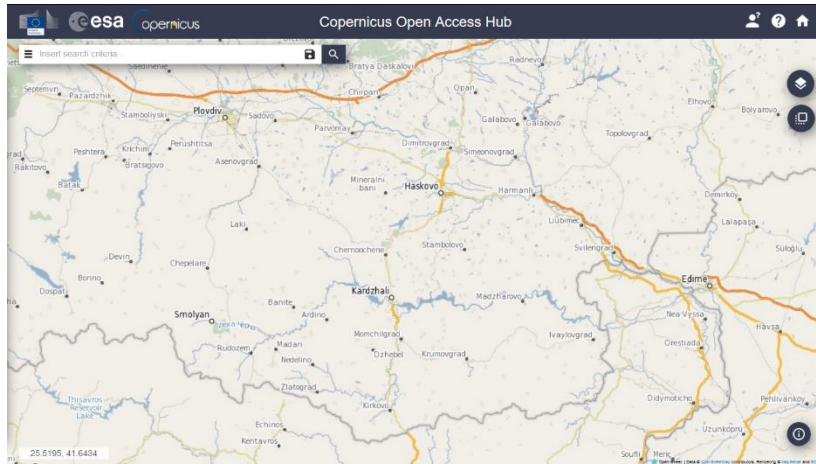 esa
opernicus
Copernicus Open Access Hub
Insert search criteria...
Saedinenie
Bratya Daskalovi
Radnevo
Septemvri
Pazardzhik
Chirpan
Opan
Elhovo
Bolyarovo
Stamboliyski
Plovdiv
Sadovo
Galabovo
Galabovo
Parvomay
Topolovgrad
Peshtera
Krichim
Perushtitsa
Dimitrovgrad
Simeonovgrad
Rakitovo
Bratsigovo
Asenovgrad
Batak
Mineralni
bani
Haskovo
Harmanli
Demirköy
Laki
Liubimec
Lalapaşa
Chernoochene
Stambolovo
Svilengrad
Süloğlu
Devin
Chepelare
Edirne
Borino
Dospat
Kardzhali
Madzharovo
Banite
Ardino
Smolyan
Nea Vyssa
Havsa
Momchilgrad
Ivaylovgrad
Rudozem
Madan
Orestiada
Nedelino
Dzhebel
Krumovgrad
Zlatograd
Thisavros
Reservoir
Lake
Kirkovo
Didymoticho
Pehlivanköy
Echinos
Uzunköprü
Kentavros
25.5195, 41.6434
Soufli
Meriç